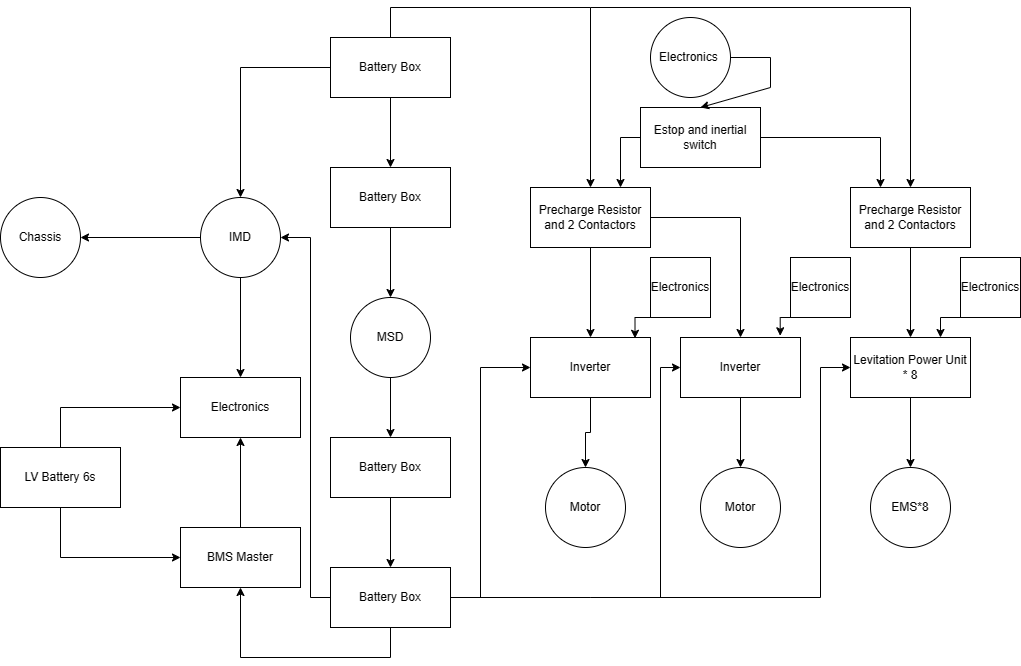 Battery Box
Electronics
Estop and inertial
switch
Battery Box
Precharge Resistor
and 2 Contactors
Precharge Resistor
and 2 Contactors
Chassis
IMD
Electronics
Electronics
Electronics
MSD
Inverter
Inverter
Levitation Power Unit
* 8
Electronics
Battery Box
LV Battery 6s
Motor
Motor
EMS*8
BMS Master
Battery Box